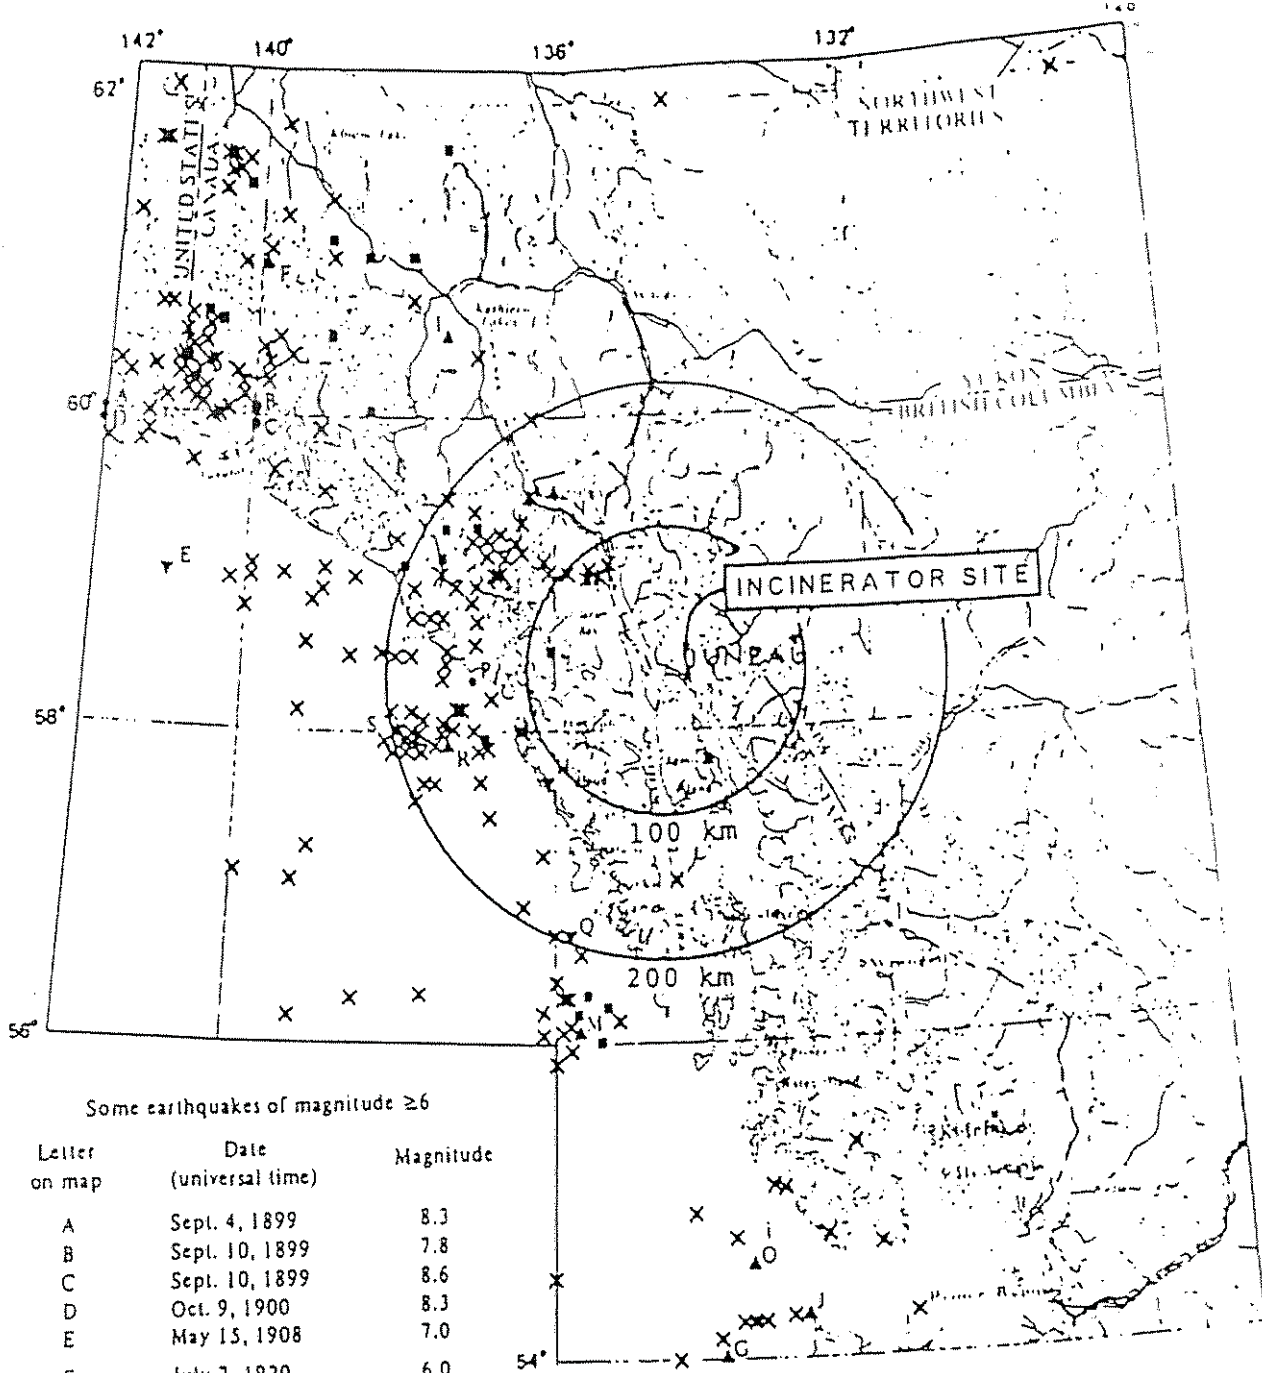 142° 140° 136° 132°
62°
NORTHWEST
TERRITORIES
UNITED STATES
CANADA
F
I
YUKON
BRITISH COLUMBIA
60°
A
D
B
C
E
INCINERATOR SITE
JUNEAU
P
58°
S
R
100 km
Q
200 km
M
56°
O
J
G
54°
Some earthquakes of magnitude ≥6
Letter
on map
Date
(universal time)
Magnitude
A Sept. 4, 1899 8.3
B Sept. 10, 1899 7.8
C Sept. 10, 1899 8.6
D Oct. 9, 1900 8.3
E May 15, 1908 7.0
6.0